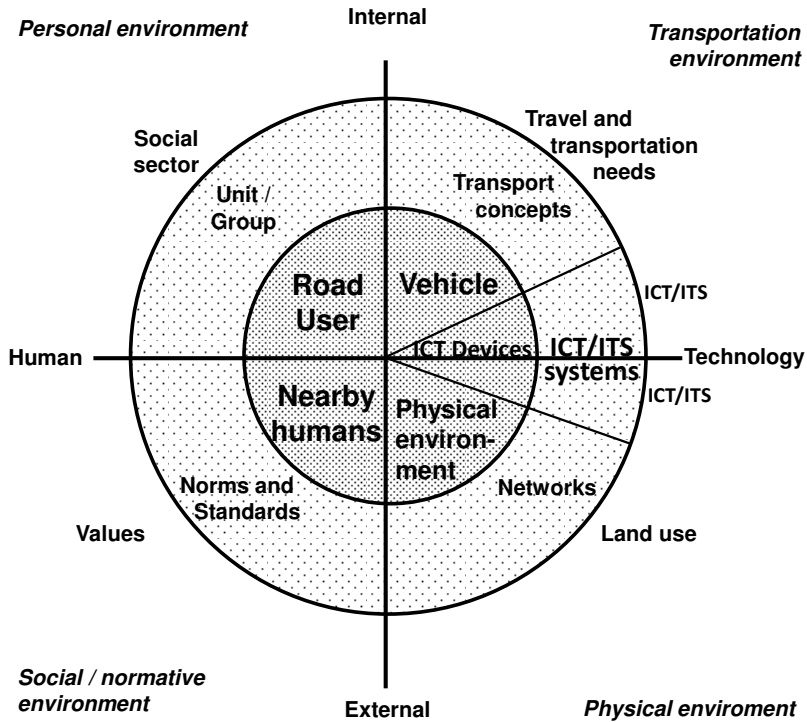 Personal environment
Internal
Transportation
environment
Social
sector
Travel and
transportation
needs
Unit /
Group
Transport
concepts
Road
User
Vehicle
ICT/ITS
Human
ICT Devices
ICT/ITS
systems
Technology
ICT/ITS
Nearby
humans
Physical
environ-
ment
Norms and
Standards
Networks
Values
Land use
Social / normative
environment
External
Physical enviroment